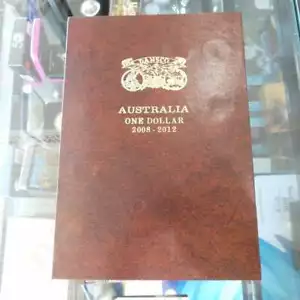 DANSCO
AUSTRALIA
ONE DOLLAR
2008-2012